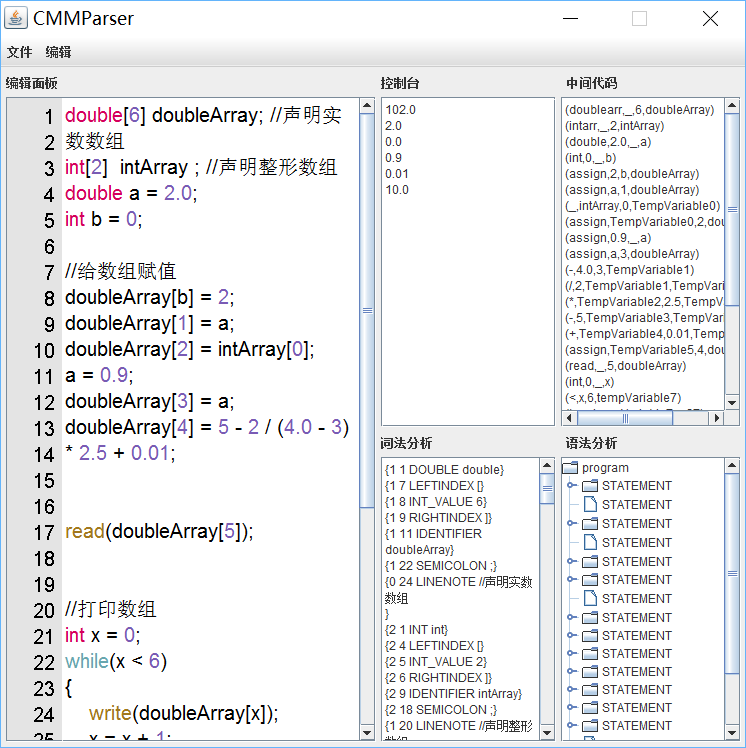 CMMParser
文件 编辑
编辑面板
1 double[6] doubleArray; //声明实
2 数数组
3 int[2]  intArray ; //声明整形数组
4 double a = 2.0;
5 int b = 0;
6
7 //给数组赋值
8 doubleArray[b] = 2;
9 doubleArray[1] = a;
10 doubleArray[2] = intArray[0];
11 a = 0.9;
12 doubleArray[3] = a;
13 doubleArray[4] = 5 - 2 / (4.0 - 3)
14 * 2.5 + 0.01;
15
16
17 read(doubleArray[5]);
18
19
20 //打印数组
21 int x = 0;
22 while(x < 6)
23 {
24 write(doubleArray[x]);
25 x = x + 1;
控制台
102.0
2.0
0.0
0.9
0.01
10.0
中间代码
(doublearr,_,6,doubleArray)
(intarr,_,2,intArray)
(double,2.0,_,a)
(int,0,_,b)
(assign,2,b,doubleArray)
(assign,a,1,doubleArray)
(_,intArray,0,TempVariable0)
(assign,TempVariable0,2,dou
(assign,0.9,_,a)
(assign,a,3,doubleArray)
(-,4.0,3,TempVariable1)
(/,2,TempVariable1,TempVari
(*,TempVariable2,2.5,TempV
(-,5,TempVariable3,TempVar
(+,TempVariable4,0.01,Temp
(assign,TempVariable5,4,dou
(read,_,5,doubleArray)
(int,0,_,x)
(<,x,6,tempVariable7)
词法分析
{1 1 DOUBLE double}
{1 7 LEFTINDEX [}
{1 8 INT_VALUE 6}
{1 9 RIGHTINDEX ]}
{1 11 IDENTIFIER
doubleArray}
{1 22 SEMICOLON ;}
{0 24 LINENOTE //声明实数
数组
}
{2 1 INT int}
{2 4 LEFTINDEX [}
{2 5 INT_VALUE 2}
{2 6 RIGHTINDEX ]}
{2 9 IDENTIFIER intArray}
{2 18 SEMICOLON ;}
{1 20 LINENOTE //声明整形
数组
语法分析
program
STATEMENT
STATEMENT
STATEMENT
STATEMENT
STATEMENT
STATEMENT
STATEMENT
STATEMENT
STATEMENT
STATEMENT
STATEMENT
STATEMENT
STATEMENT
STATEMENT